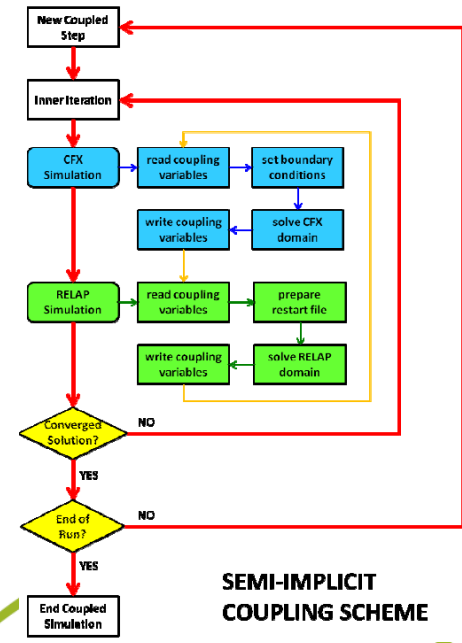 New Coupled
Step
Inner Iteration
CFX
Simulation
read coupling
variables
set boundary
conditions
write coupling
variables
solve CFX
domain
RELAP
Simulation
read coupling
variables
prepare
restart file
write coupling
variables
solve RELAP
domain
Converged
Solution?
NO
YES
End of
Run?
NO
YES
End Coupled
Simulation
SEMI-IMPLICIT
COUPLING SCHEME